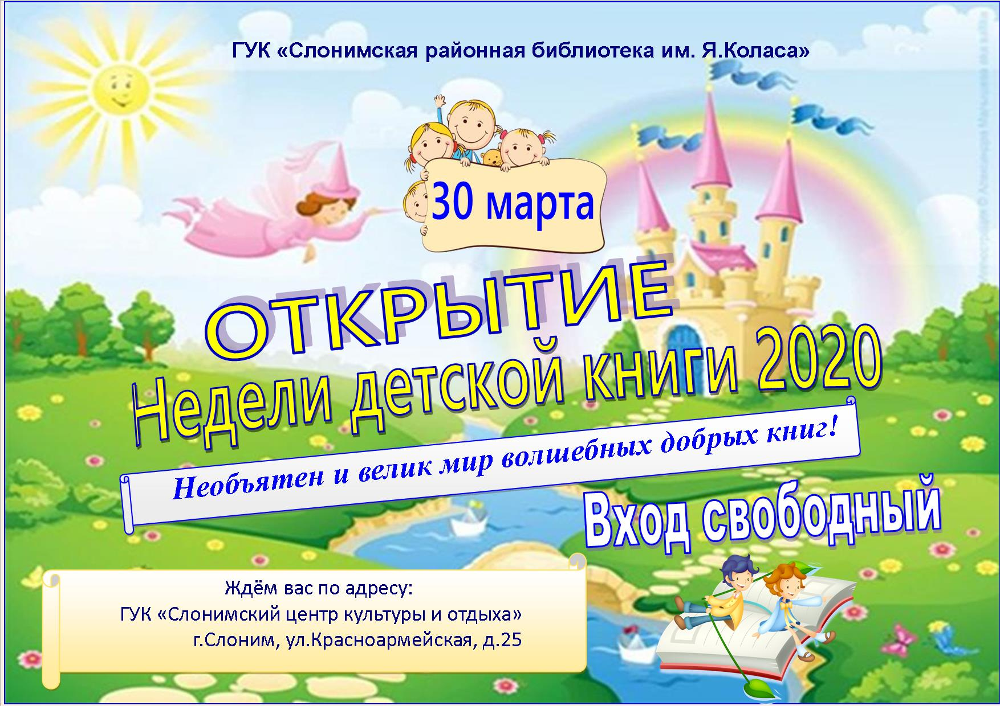 ГУК «Слонимская районная библиотека им. Я.Коласа»
30 марта
ОТКРЫТИЕ
Недели детской книги 2020
Необъятен и велик мир волшебных добрых книг!
Вход свободный
Ждём вас по адресу:
ГУК «Слонимский центр культуры и отдыха»
г.Слоним, ул.Красноармейская, д.25